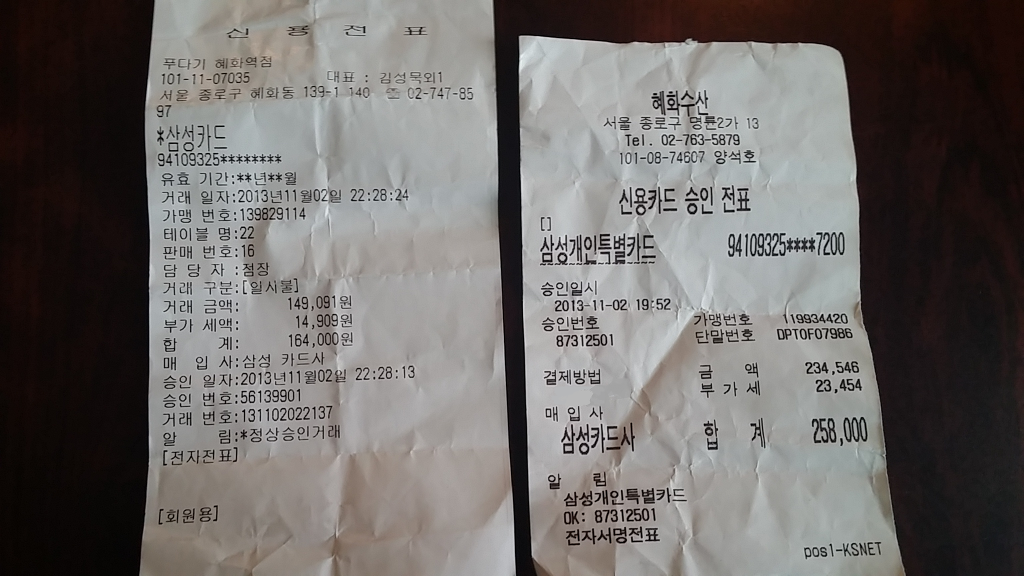 신 용 전 표
푸다기 혜화역점
101-11-07035 대표 : 김성묵외1
서울 종로구 혜화동 139-1 140 ☎ 02-747-85
97
*삼성카드
94109325********
유효 기간:**년**월
거래 일자:2013년11월02일 22:28:24
가맹 번호:139829114
테이블 명:22
판매 번호:16
담 당 자 :점장
거래 구분:[일시불]
거래 금액: 149,091원
부가 세액: 14,909원
합 계: 164,000원
매 입 사:삼성 카드사
승인 일자:2013년11월02일 22:28:13
승인 번호:56139901
거래 번호:131102022137
알 림:*정상승인거래
[전자전표]
[회원용]
혜화수산
서울 종로구 명륜2가 13
Tel. 02-763-5879
101-08-74607 양석호
신용카드 승인 전표
[]
삼성개인특별카드 94109325****7200
승인일시
2013-11-02 19:52
승인번호 가맹번호 119934420
87312501 단말번호 DPT0F07986
결제방법 금 액 234,546
부 가 세 23,454
매 입 사
삼성카드사 합 계 258,000
알 림
삼성개인특별카드
OK: 87312501
전자서명전표
pos1-KSNET